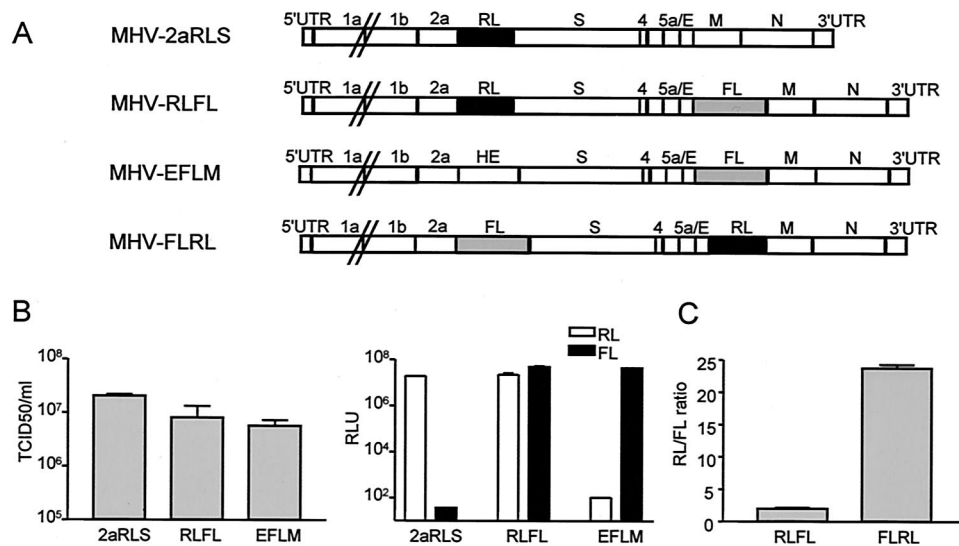 A
5'UTR 1a 1b 2a RL S 4 5a/E M N 3'UTR
MHV-2aRLS
5'UTR 1a 1b 2a RL S 4 5a/E FL M N 3'UTR
MHV-RLFL
5'UTR 1a 1b 2a HE S 4 5a/E FL M N 3'UTR
MHV-EFLM
5'UTR 1a 1b 2a FL S 4 5a/E RL M N 3'UTR
MHV-FLRL
B
TCID50/ml
10⁸
10⁷
10⁶
10⁵
2aRLS RLFL EFLM
RL
FL
RLU
10⁸
10⁶
10⁴
10²
2aRLS RLFL EFLM
C
RL/FL ratio
25
20
15
10
5
0
RLFL FLRL